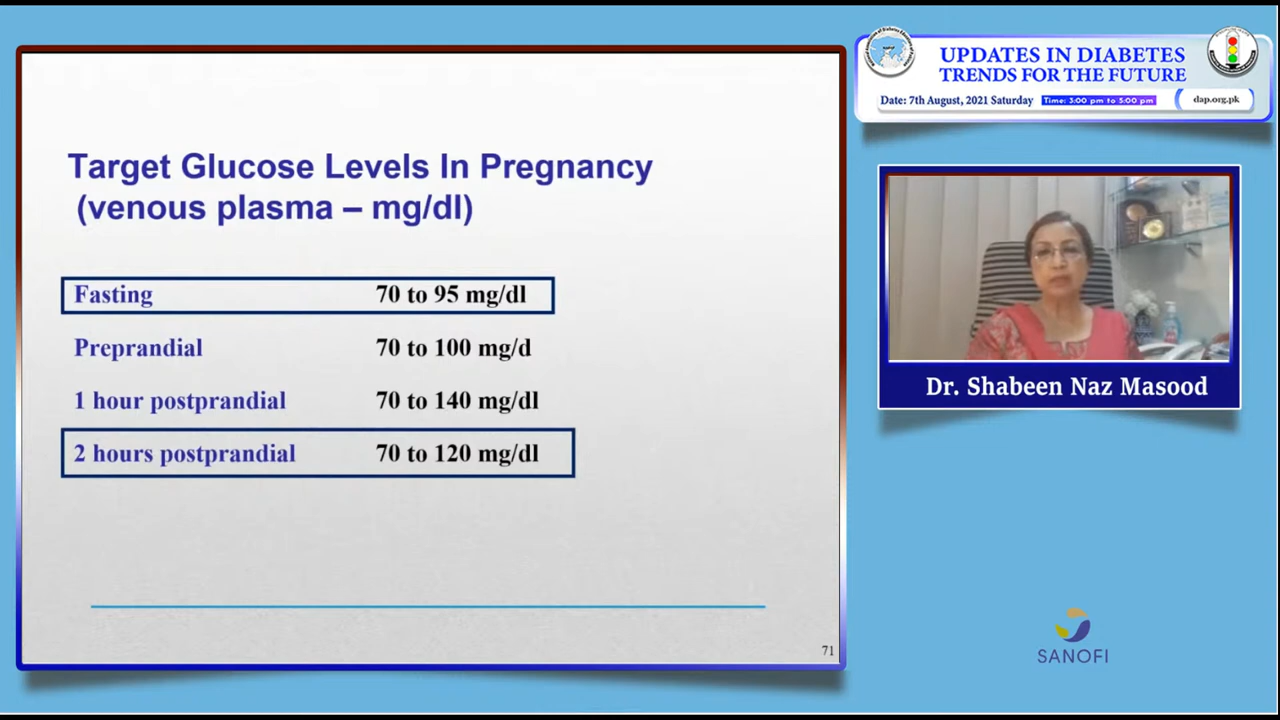 Target Glucose Levels In Pregnancy
(venous plasma – mg/dl)
Fasting 70 to 95 mg/dl
Preprandial 70 to 100 mg/d
1 hour postprandial 70 to 140 mg/dl
2 hours postprandial 70 to 120 mg/dl
71
UPDATES IN DIABETES
TRENDS FOR THE FUTURE
Date: 7th August, 2021 Saturday Time: 3:00 pm to 5:00 pm dap.org.pk
Dr. Shabeen Naz Masood
SANOFI